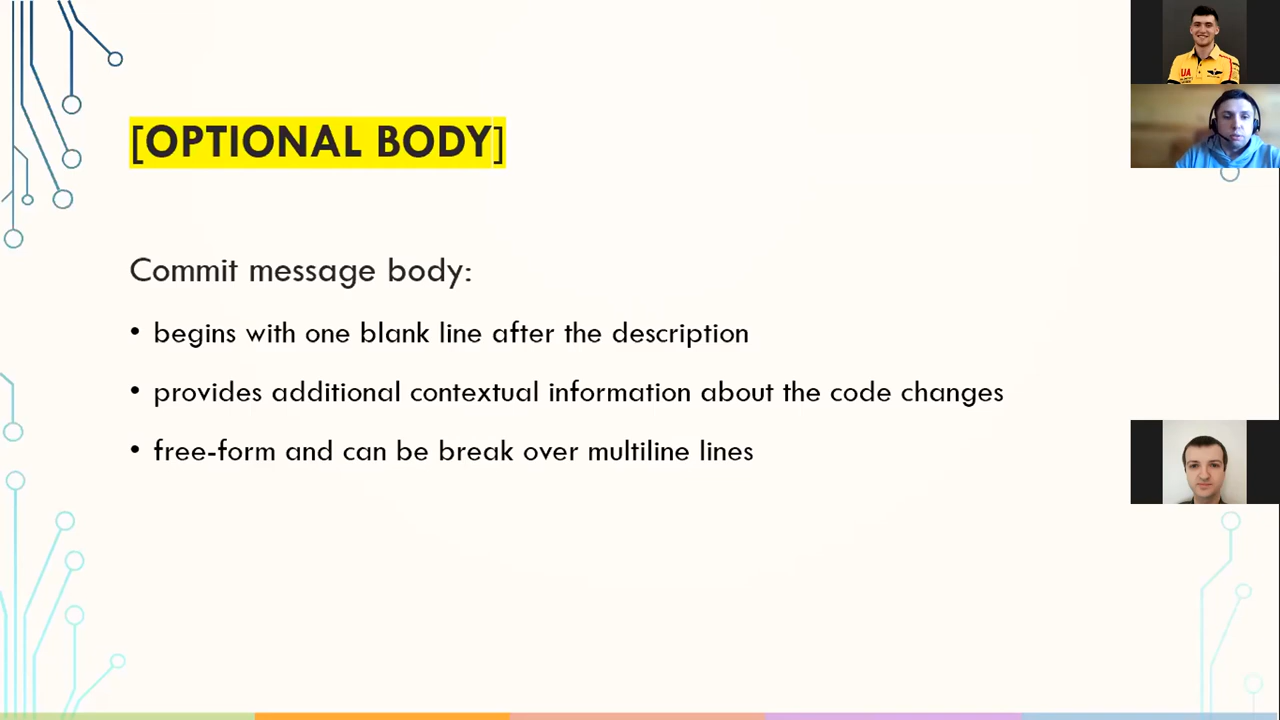 [OPTIONAL BODY]
UA
Commit message body:
• begins with one blank line after the description
• provides additional contextual information about the code changes
• free-form and can be break over multiline lines